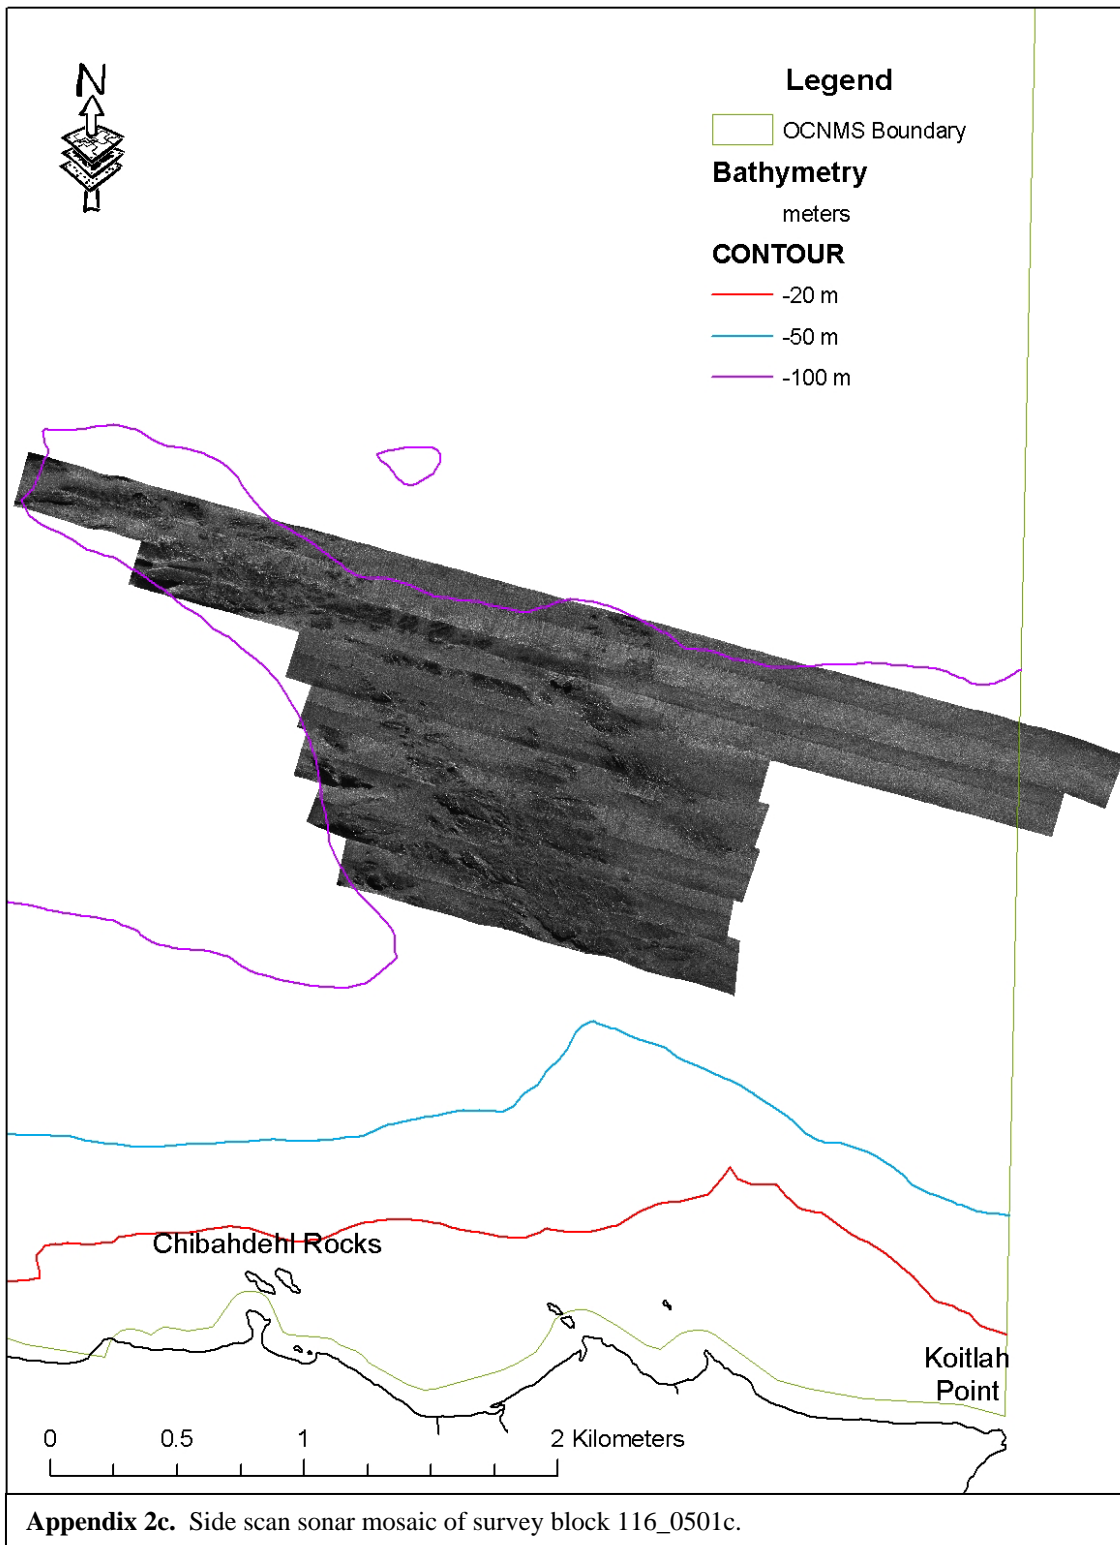 N
Legend
OCNMS Boundary
Bathymetry
meters
CONTOUR
-20 m
-50 m
-100 m
Chibahdehl Rocks
Koitlah
Point
0 0.5 1 2 Kilometers
Appendix 2c. Side scan sonar mosaic of survey block 116_0501c.